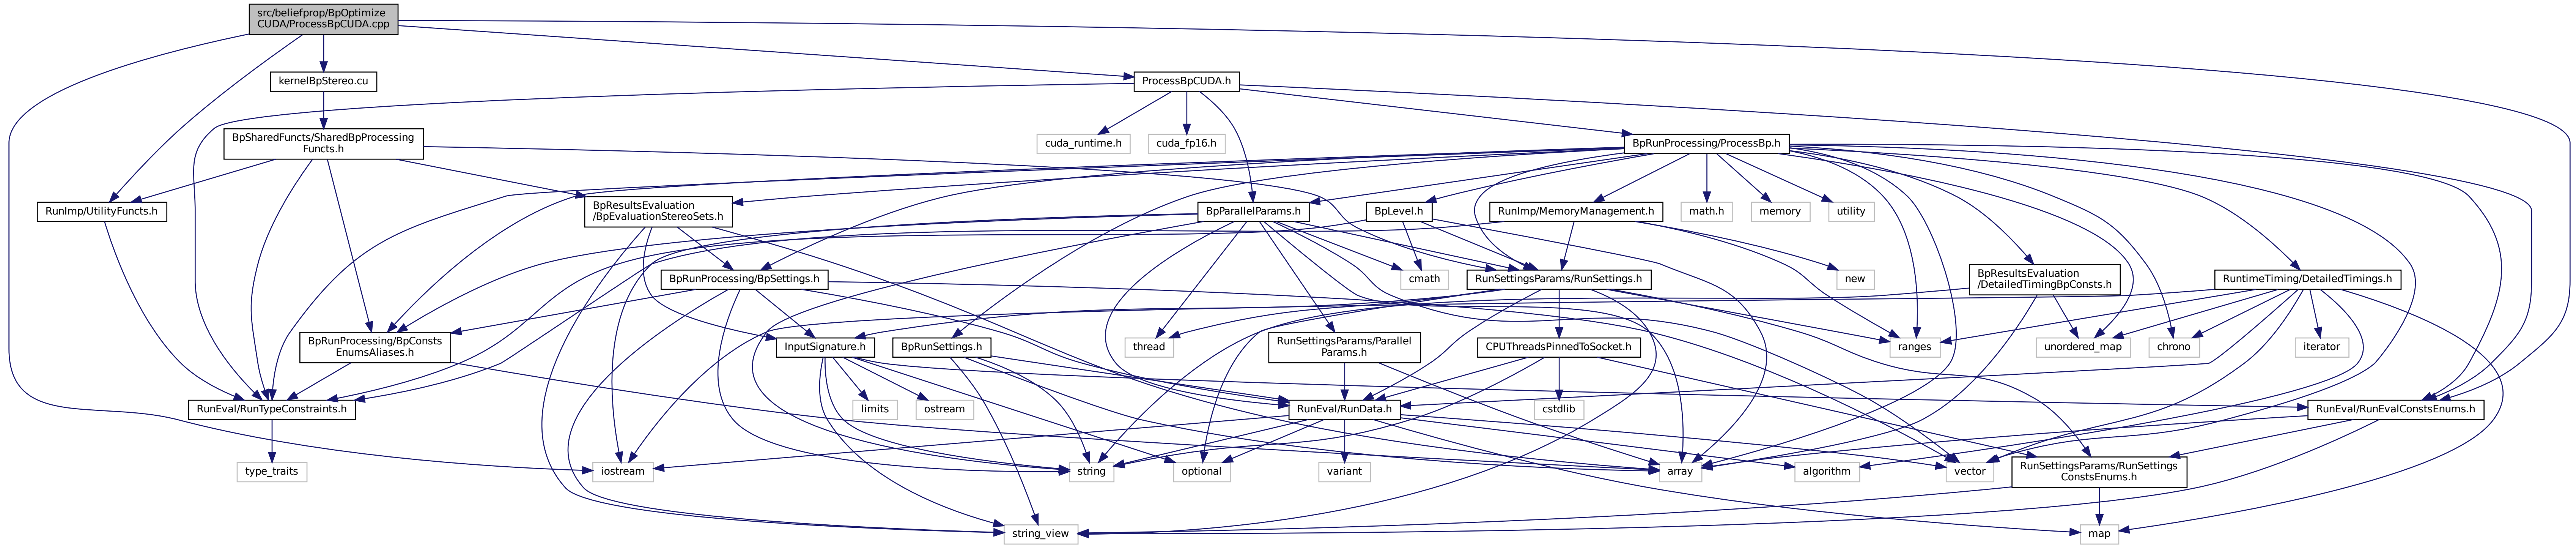 src/beliefprop/BpOptimize
CUDA/ProcessBpCUDA.cpp
kernelBpStereo.cu
ProcessBpCUDA.h
BpSharedFuncts/SharedBpProcessing
Functs.h
cuda_runtime.h
cuda_fp16.h
BpRunProcessing/ProcessBp.h
RunImp/UtilityFuncts.h
BpResultsEvaluation
/BpEvaluationStereoSets.h
BpParallelParams.h
BpLevel.h
RunImp/MemoryManagement.h
math.h
memory
utility
BpRunProcessing/BpSettings.h
cmath
RunSettingsParams/RunSettings.h
new
BpResultsEvaluation
/DetailedTimingBpConsts.h
RuntimeTiming/DetailedTimings.h
BpRunProcessing/BpConsts
EnumsAliases.h
InputSignature.h
BpRunSettings.h
thread
RunSettingsParams/Parallel
Params.h
CPUThreadsPinnedToSocket.h
ranges
unordered_map
chrono
iterator
RunEval/RunTypeConstraints.h
limits
ostream
RunEval/RunData.h
cstdlib
RunEval/RunEvalConstsEnums.h
type_traits
iostream
string
optional
variant
array
algorithm
vector
RunSettingsParams/RunSettings
ConstsEnums.h
string_view
map